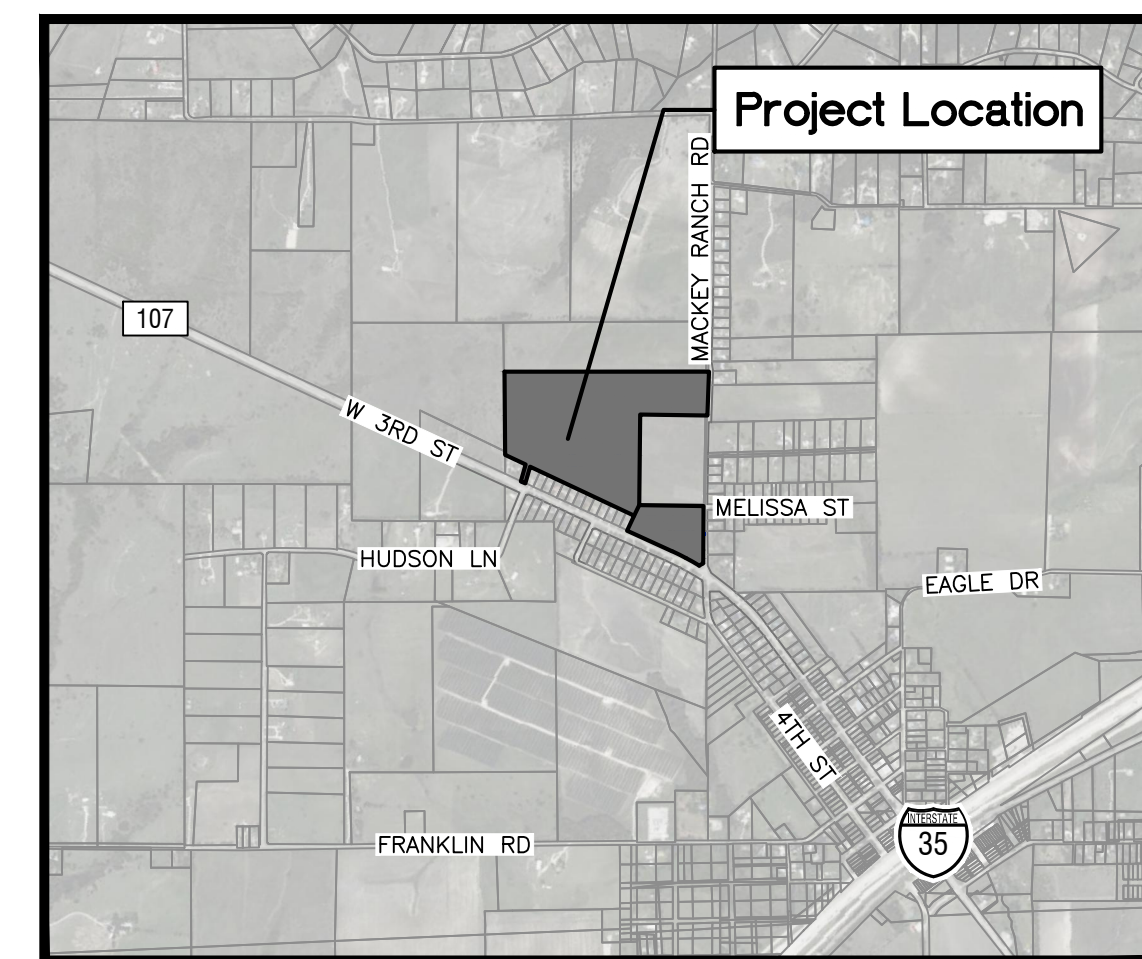 Project Location
MACKEY RANCH RD
107
W 3RD ST
MELISSA ST
HUDSON LN
EAGLE DR
4TH ST
INTERSTATE
35
FRANKLIN RD